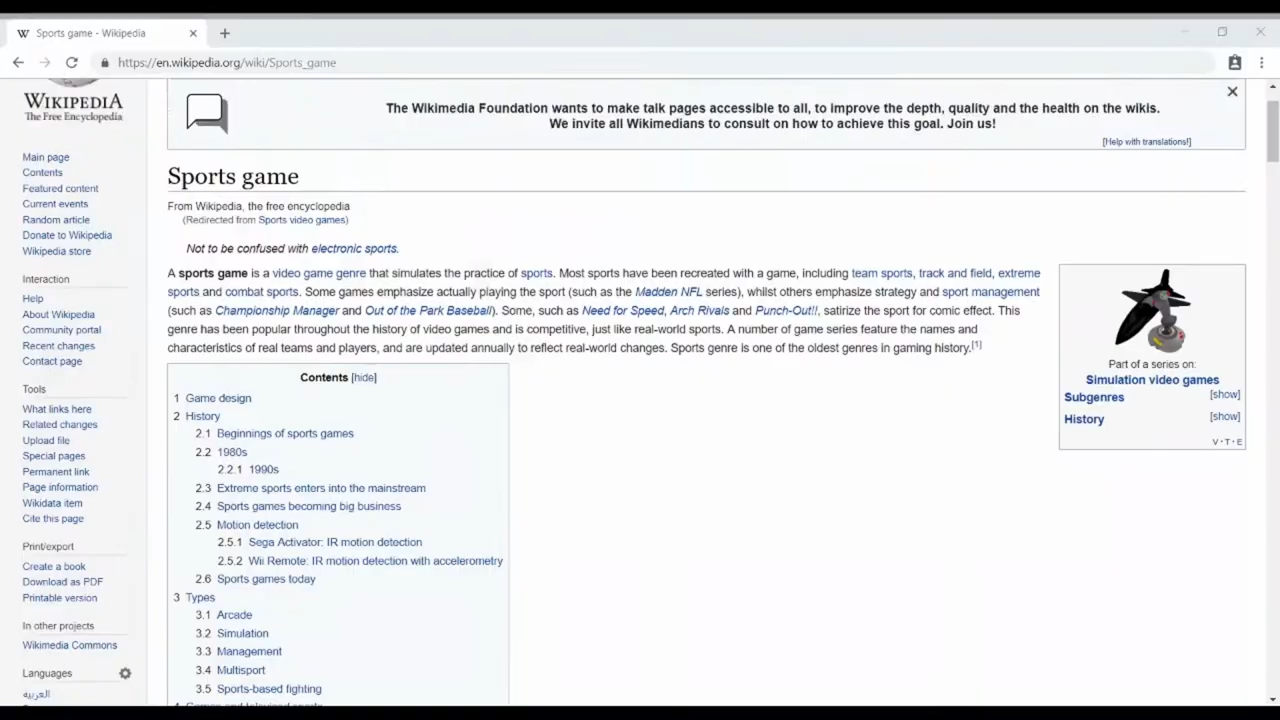 Sports game - Wikipedia
https://en.wikipedia.org/wiki/Sports_game
WIKIPEDIA
The Free Encyclopedia
Main page
Contents
Featured content
Current events
Random article
Donate to Wikipedia
Wikipedia store
Interaction
Help
About Wikipedia
Community portal
Recent changes
Contact page
Tools
What links here
Related changes
Upload file
Special pages
Permanent link
Page information
Wikidata item
Cite this page
Print/export
Create a book
Download as PDF
Printable version
In other projects
Wikimedia Commons
Languages
العربية
The Wikimedia Foundation wants to make talk pages accessible to all, to improve the depth, quality and the health on the wikis.
We invite all Wikimedians to consult on how to achieve this goal. Join us!
[Help with translations!]
Sports game
From Wikipedia, the free encyclopedia
(Redirected from Sports video games)
Not to be confused with electronic sports.
A sports game is a video game genre that simulates the practice of sports. Most sports have been recreated with a game, including team sports, track and field, extreme
sports and combat sports. Some games emphasize actually playing the sport (such as the Madden NFL series), whilst others emphasize strategy and sport management
(such as Championship Manager and Out of the Park Baseball). Some, such as Need for Speed, Arch Rivals and Punch-Out!!, satirize the sport for comic effect. This
genre has been popular throughout the history of video games and is competitive, just like real-world sports. A number of game series feature the names and
characteristics of real teams and players, and are updated annually to reflect real-world changes. Sports genre is one of the oldest genres in gaming history.[1]
Contents [hide]
1 Game design
2 History
2.1 Beginnings of sports games
2.2 1980s
2.2.1 1990s
2.3 Extreme sports enters into the mainstream
2.4 Sports games becoming big business
2.5 Motion detection
2.5.1 Sega Activator: IR motion detection
2.5.2 Wii Remote: IR motion detection with accelerometry
2.6 Sports games today
3 Types
3.1 Arcade
3.2 Simulation
3.3 Management
3.4 Multisport
3.5 Sports-based fighting
4 Games and televised sports
Part of a series on:
Simulation video games
Subgenres [show]
History [show]
V · T · E